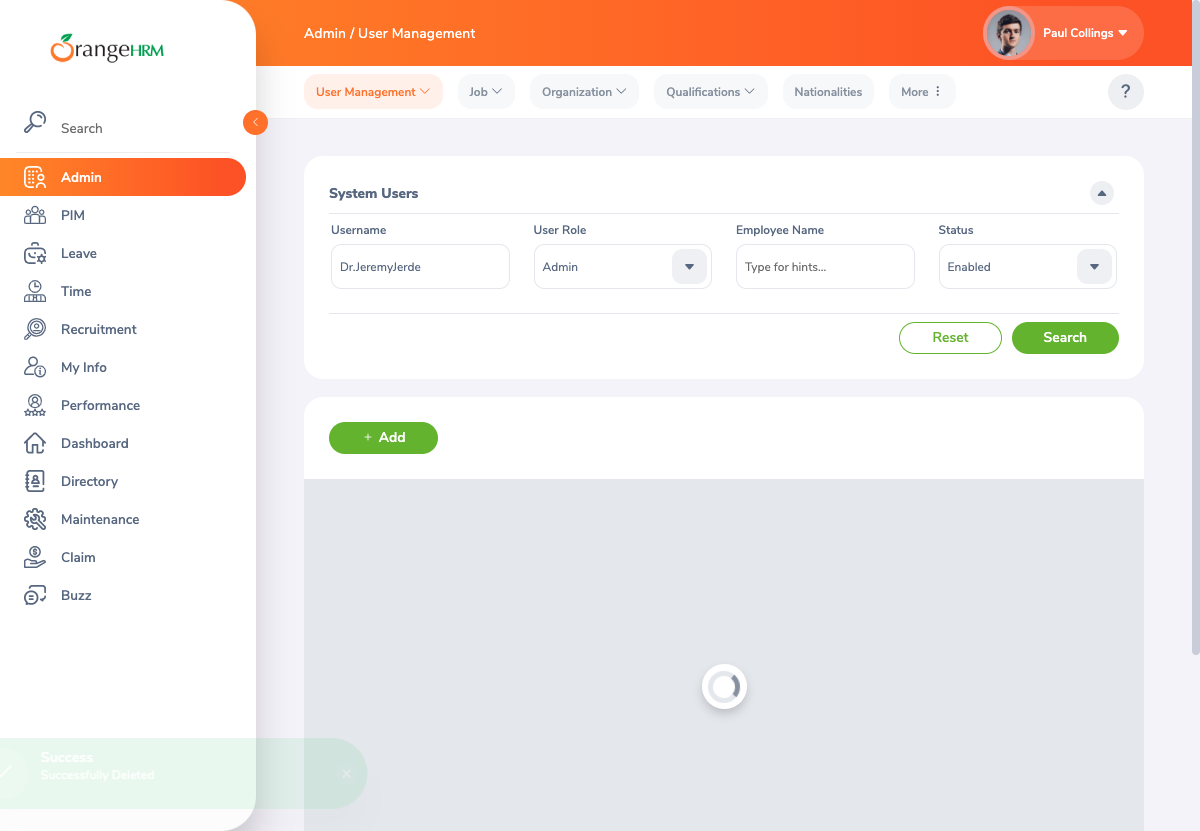 OrangeHRM
Admin / User Management
Paul Collings
User Management
Job
Organization
Qualifications
Nationalities
More
?
Search
Admin
PIM
Leave
Time
Recruitment
My Info
Performance
Dashboard
Directory
Maintenance
Claim
Buzz
System Users
Username
User Role
Employee Name
Status
Dr.JeremyJerde
Admin
Type for hints...
Enabled
Reset
Search
+ Add
Success
Successfully Deleted
×